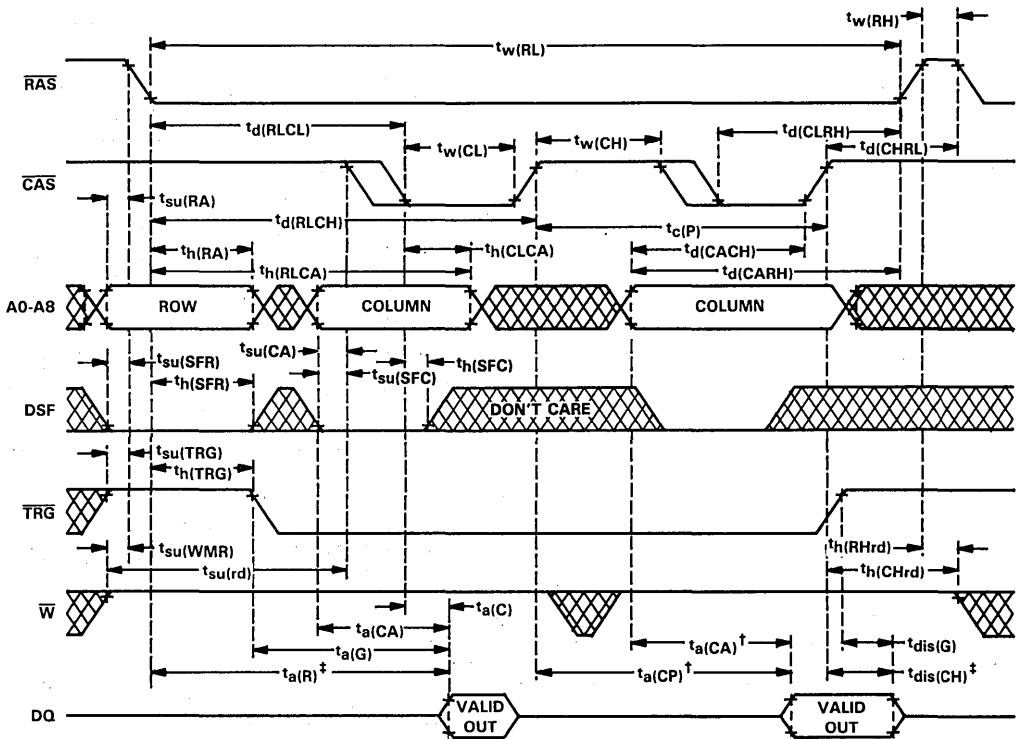 tw(RH)
tw(RL)
RAS
td(RLCL)
td(CLRH)
tw(CL)
tw(CH)
td(CHRL)
CAS
tsu(RA)
td(RLCH)
tc(P)
th(RA)
th(CLCA)
td(CACH)
th(RLCA)
td(CARH)
A0-A8
ROW
COLUMN
COLUMN
tsu(CA)
tsu(SFR)
th(SFC)
tsu(SFC)
th(SFR)
DSF
DON'T CARE
tsu(TRG)
th(TRG)
TRG
tsu(WMR)
th(RHrd)
tsu(rd)
th(CHrd)
W
ta(C)
ta(CA)
ta(CA)†
tdis(G)
ta(G)
ta(R)‡
ta(CP)†
tdis(CH)‡
DQ
VALID
OUT
VALID
OUT